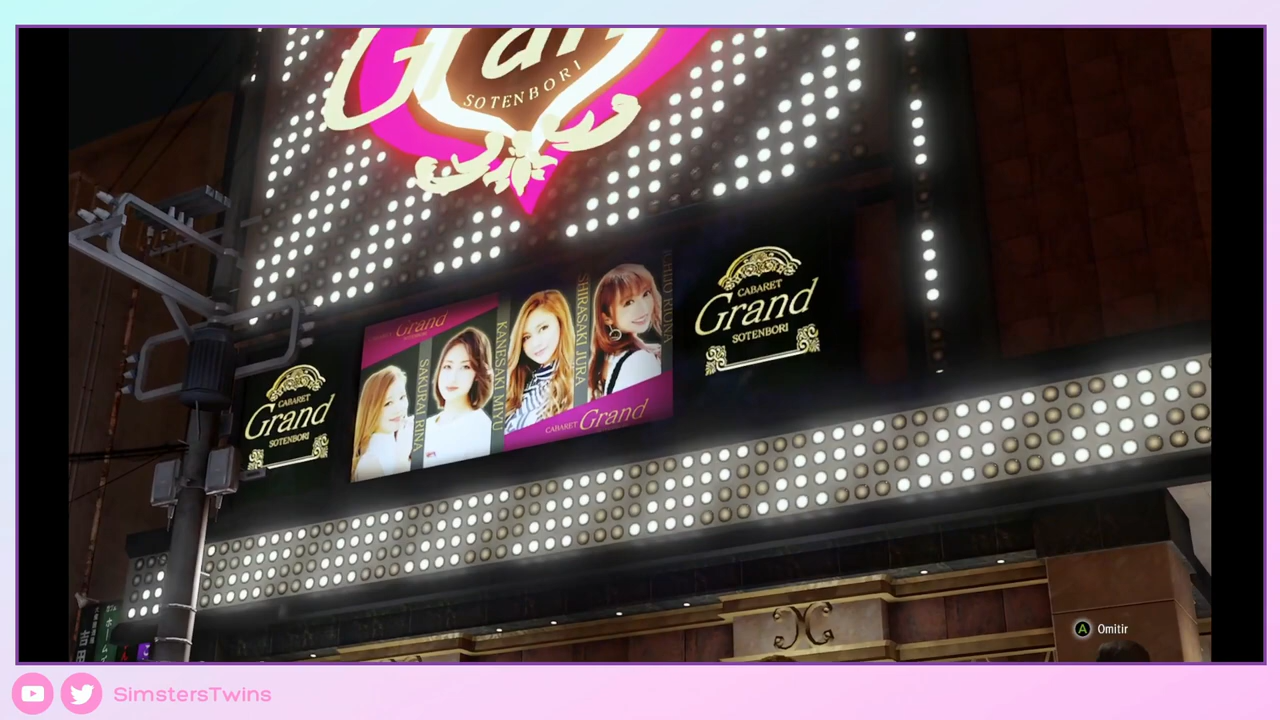 SOTENBORI
Grand
SAKURAI RINA
KANESAKI MIYU
SHIRASAKI JURA
CABARET Grand
CABARET
Grand
SOTENBORI
CABARET
Grand
SOTENBORI
A Omitir
SimstersTwins